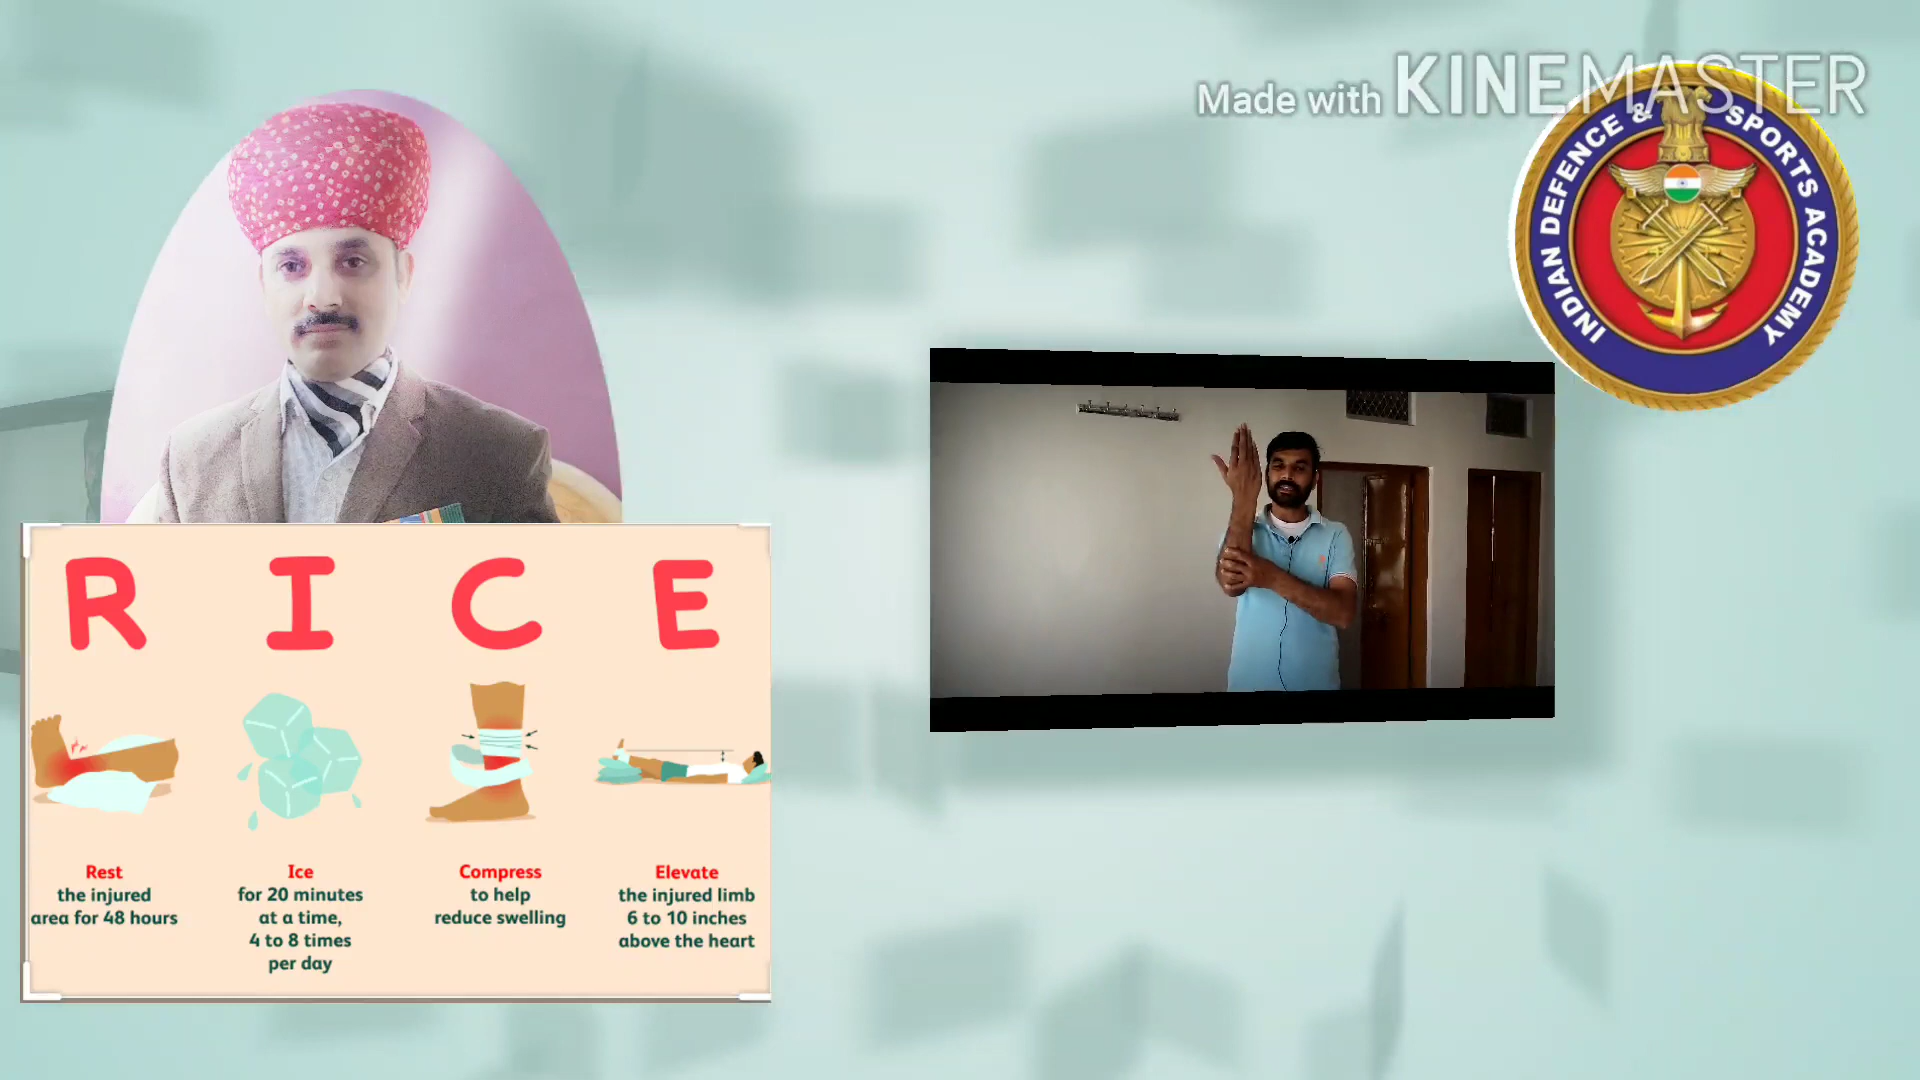 Made with KINEMASTER
INDIAN DEFENCE & SPORTS ACADEMY
R I C E
Rest
the injured
area for 48 hours
Ice
for 20 minutes
at a time,
4 to 8 times
per day
Compress
to help
reduce swelling
Elevate
the injured limb
6 to 10 inches
above the heart